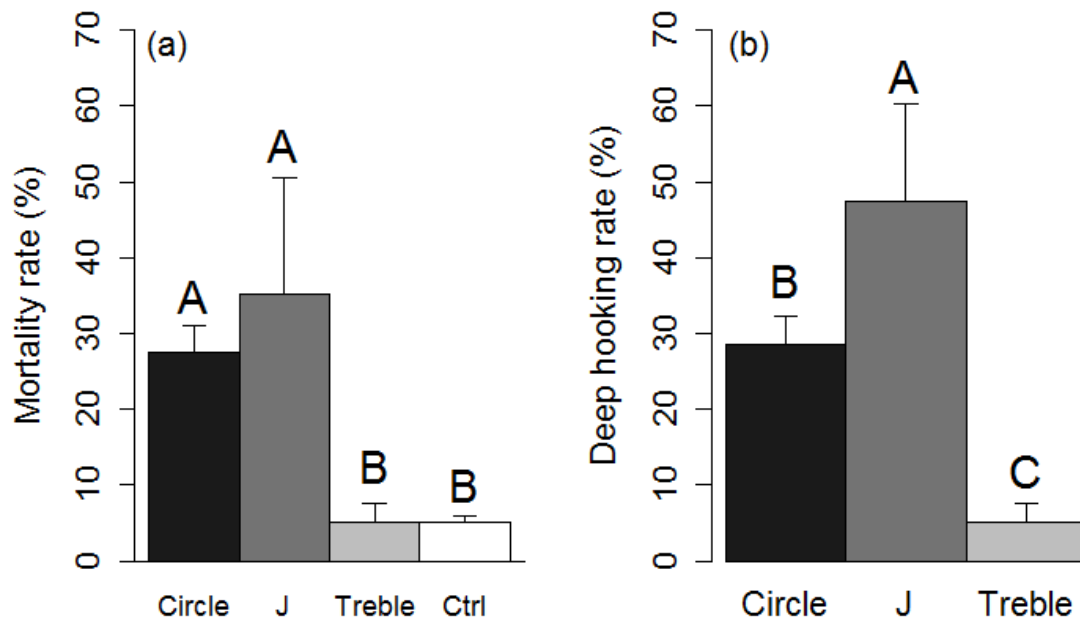 (a)
Mortality rate (%)
70
60
50
40
30
20
10
0
A
A
B
B
Circle J Treble Ctrl
(b)
Deep hooking rate (%)
70
60
50
40
30
20
10
0
B
A
C
Circle J Treble